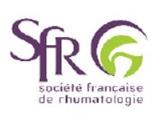 SfR
société française
de rhumatologie